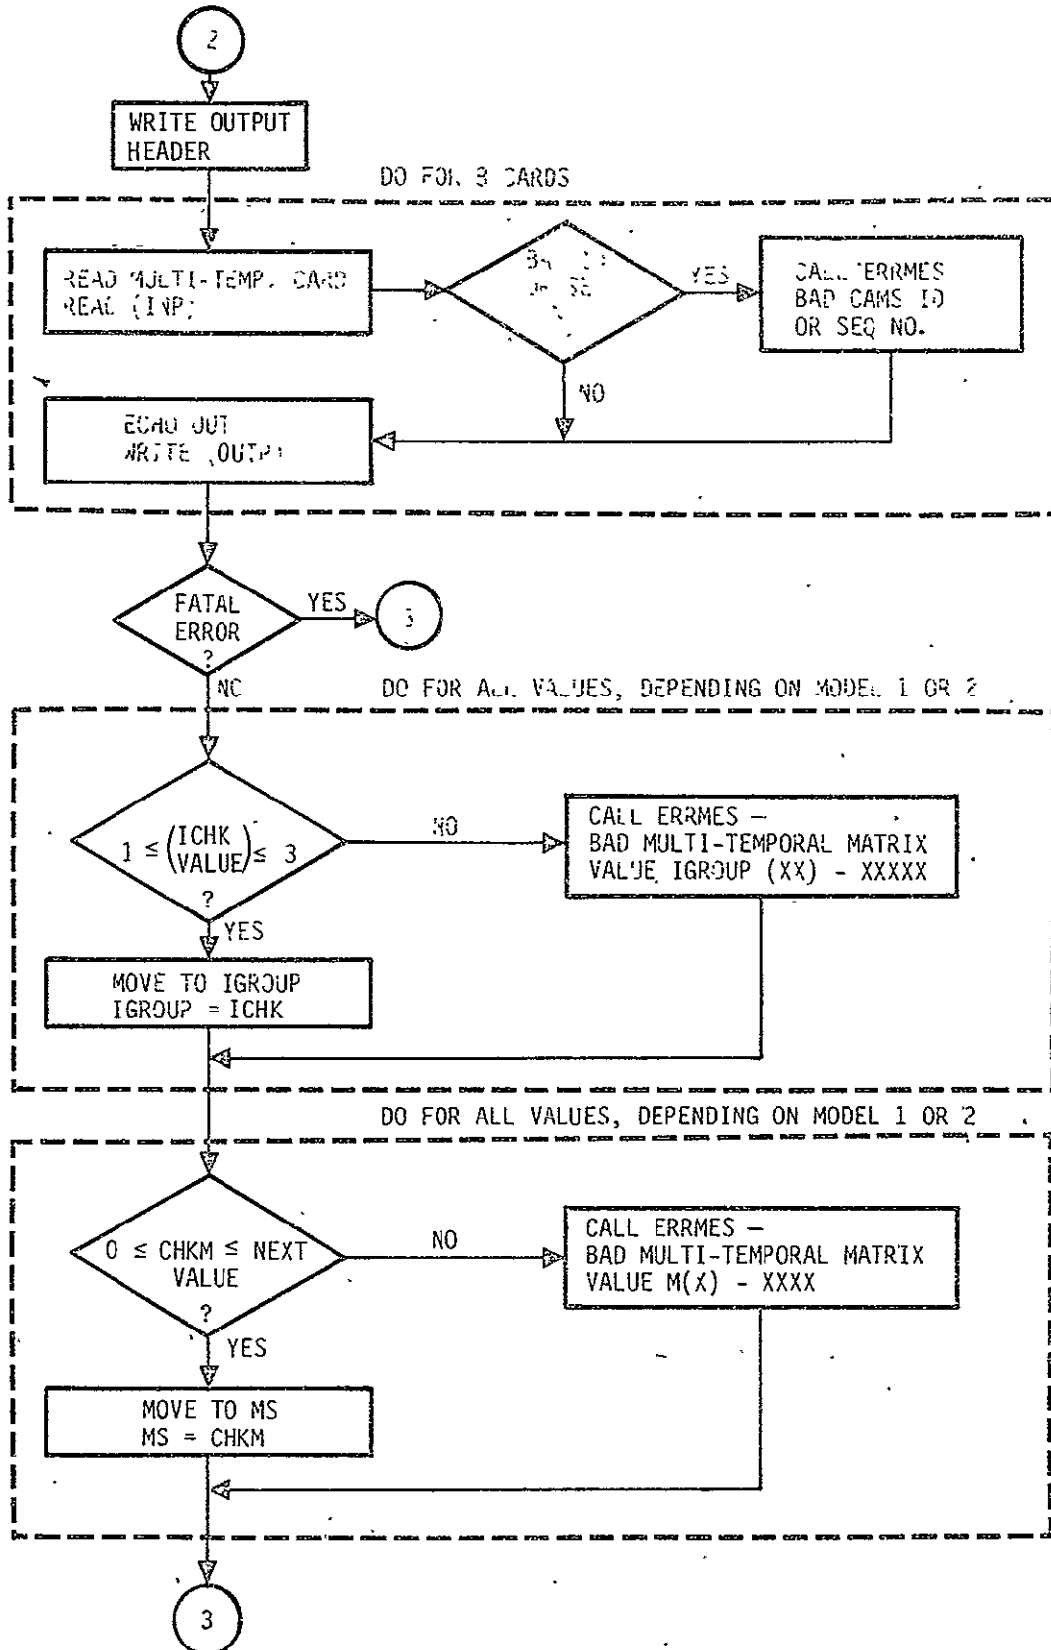 2
WRITE OUTPUT
HEADER
DO FOR CARDS
READ MULTI-TEMP. CARD
READ (INP)
YES
CALL ERRMES
BAD CAMS ID
OR SEQ NO.
NO
ECHO OUT
WRITE
FATAL
ERROR
?
YES
NO
DO FOR ALL VALUES, DEPENDING ON MODEL 1 OR 2
1 ≤ (ICHK VALUE) ≤ 3
?
NO
CALL ERRMES –
BAD MULTI-TEMPORAL MATRIX
VALUE IGROUP (XX) - XXXXX
YES
MOVE TO IGROUP
IGROUP = ICHK
DO FOR ALL VALUES, DEPENDING ON MODEL 1 OR 2
0 ≤ CHKM ≤ NEXT
VALUE
?
NO
CALL ERRMES –
BAD MULTI-TEMPORAL MATRIX
VALUE M(X) - XXXX
YES
MOVE TO MS
MS = CHKM
3